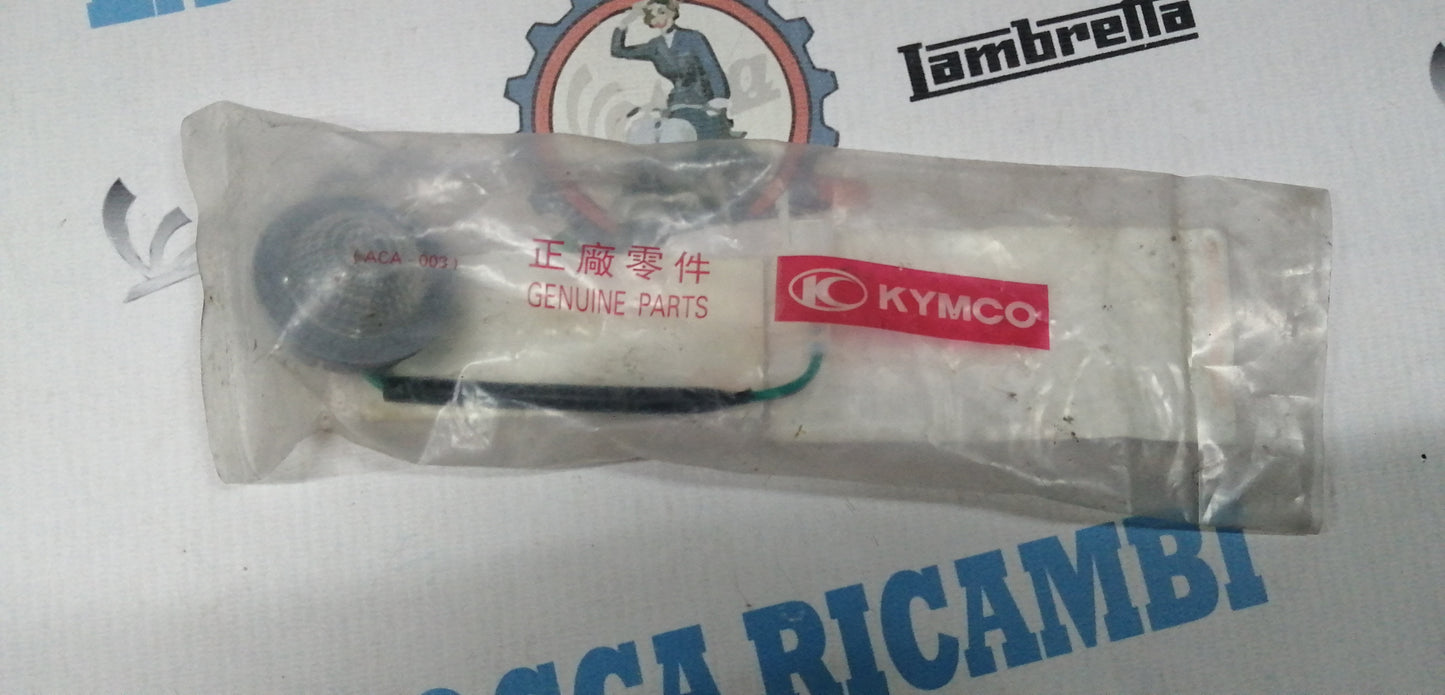 Lambretta
(ACA-003)
正廠零件
GENUINE PARTS
KYMCO
RICAMBI